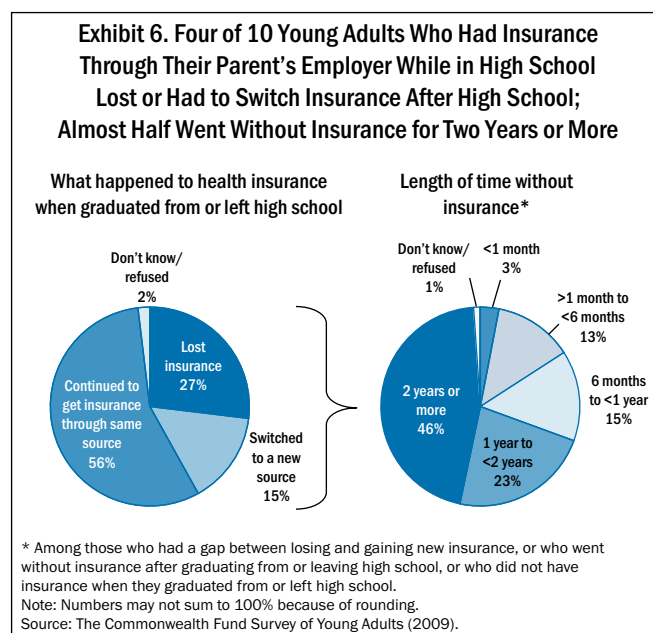 Exhibit 6. Four of 10 Young Adults Who Had Insurance
Through Their Parent’s Employer While in High School
Lost or Had to Switch Insurance After High School;
Almost Half Went Without Insurance for Two Years or More
What happened to health insurance
when graduated from or left high school
Don’t know/
refused
2%
Lost
insurance
27%
Continued to
get insurance
through same
source
56%
Switched
to a new
source
15%
Length of time without
insurance*
Don’t know/
refused
1%
<1 month
3%
>1 month to
<6 months
13%
6 months
to <1 year
15%
2 years or
more
46%
1 year to
<2 years
23%
* Among those who had a gap between losing and gaining new insurance, or who went
without insurance after graduating from or leaving high school, or who did not have
insurance when they graduated from or left high school.
Note: Numbers may not sum to 100% because of rounding.
Source: The Commonwealth Fund Survey of Young Adults (2009).